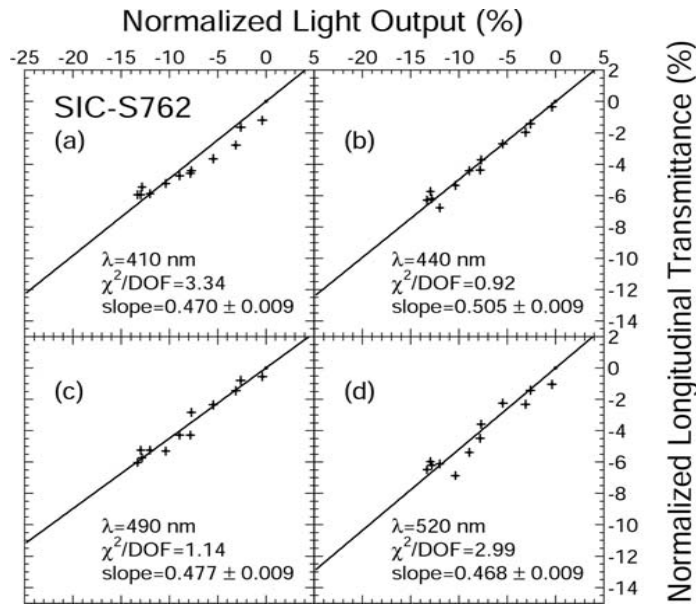 Normalized Light Output (%)
-25 -20 -15 -10 -5 0 5 -20 -15 -10 -5 0 5
SIC-S762
(a)
λ=410 nm
χ²/DOF=3.34
slope=0.470 ± 0.009
(b)
λ=440 nm
χ²/DOF=0.92
slope=0.505 ± 0.009
2
0
-2
-4
-6
-8
-10
-12
-14
(c)
λ=490 nm
χ²/DOF=1.14
slope=0.477 ± 0.009
(d)
λ=520 nm
χ²/DOF=2.99
slope=0.468 ± 0.009
2
0
-2
-4
-6
-8
-10
-12
-14
Normalized Longitudinal Transmittance (%)